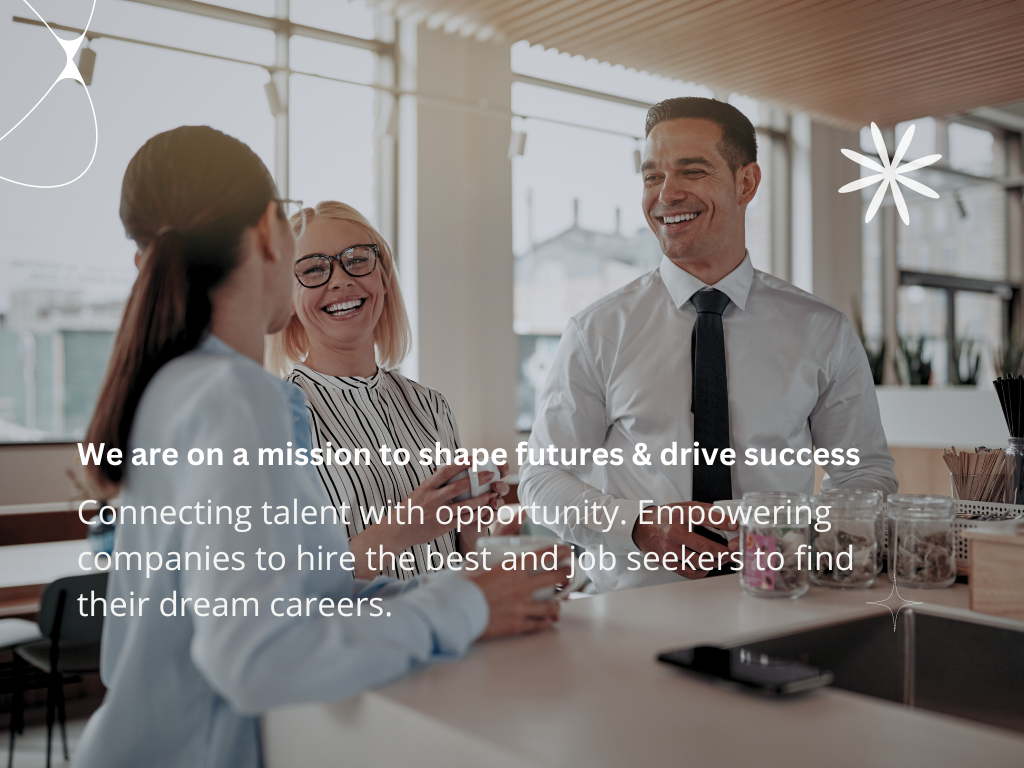 We are on a mission to shape futures & drive success
Connecting talent with opportunity. Empowering
companies to hire the best and job seekers to find
their dream careers.